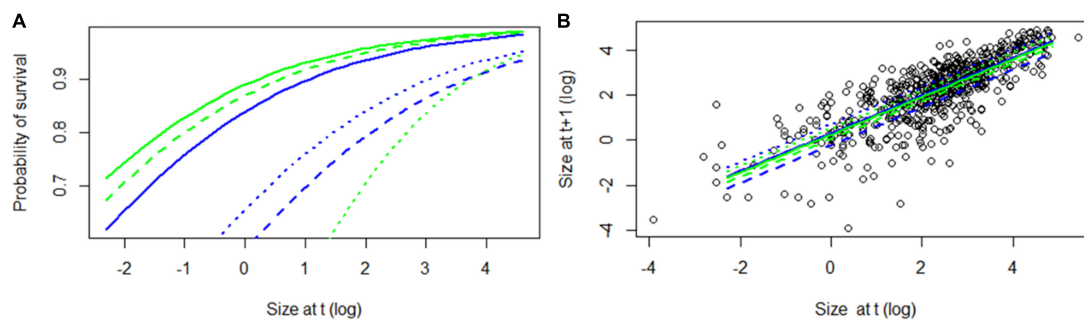 A
B
Probability of survival
0.9
0.8
0.7
-2 -1 0 1 2 3 4
Size at t (log)
Size at t+1 (log)
4
2
0
-2
-4
-4 -2 0 2 4
Size at t (log)